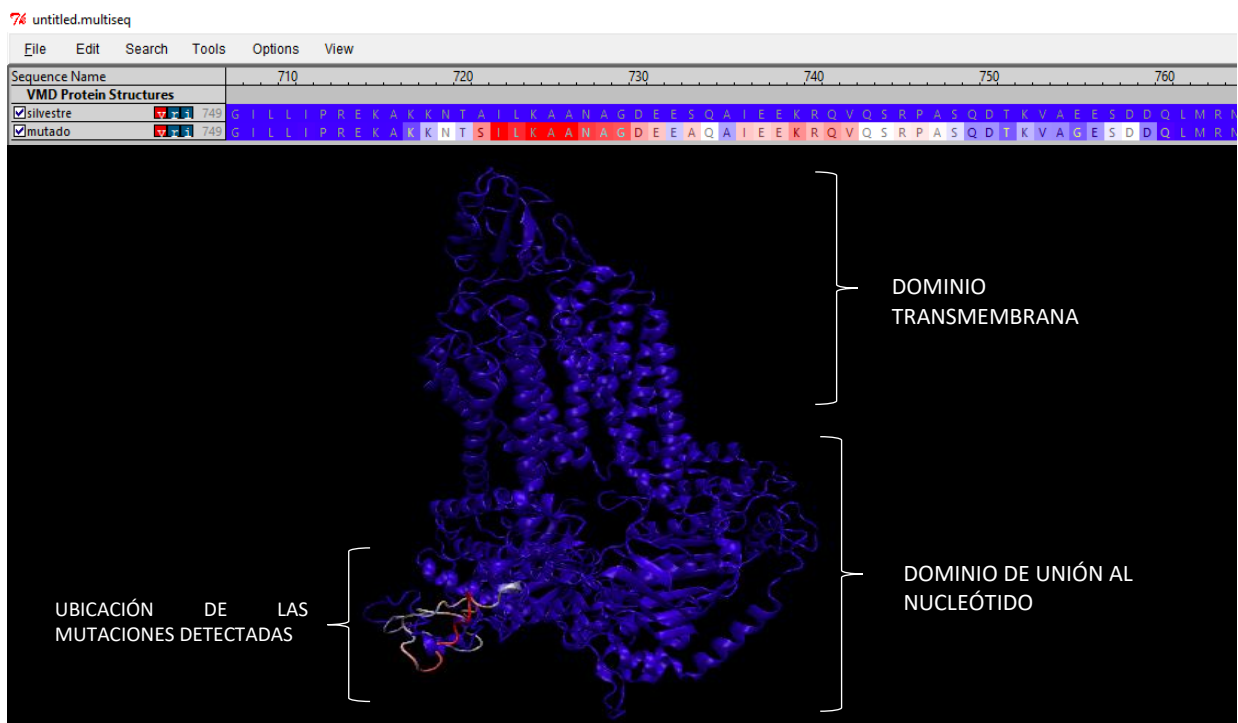 untitled.multiseq
File Edit Search Tools Options View
Sequence Name 710 720 730 740 750 760
VMD Protein Structures
silvestre v r i 749 G I L L I P R E K A K K N T A I L K A A N A G D E E S Q A I E E K R Q V Q S R P A S Q D T K V A E E S D D Q L M R N
mutado v r i 749 G I L L I P R E K A K K N T S I L K A A N A G D E E A Q A I E E K R Q V Q S R P A S Q D T K V A G E S D D Q L M R N
DOMINIO
TRANSMEMBRANA
DOMINIO DE UNIÓN AL
NUCLEÓTIDO
UBICACIÓN DE LAS
MUTACIONES DETECTADAS